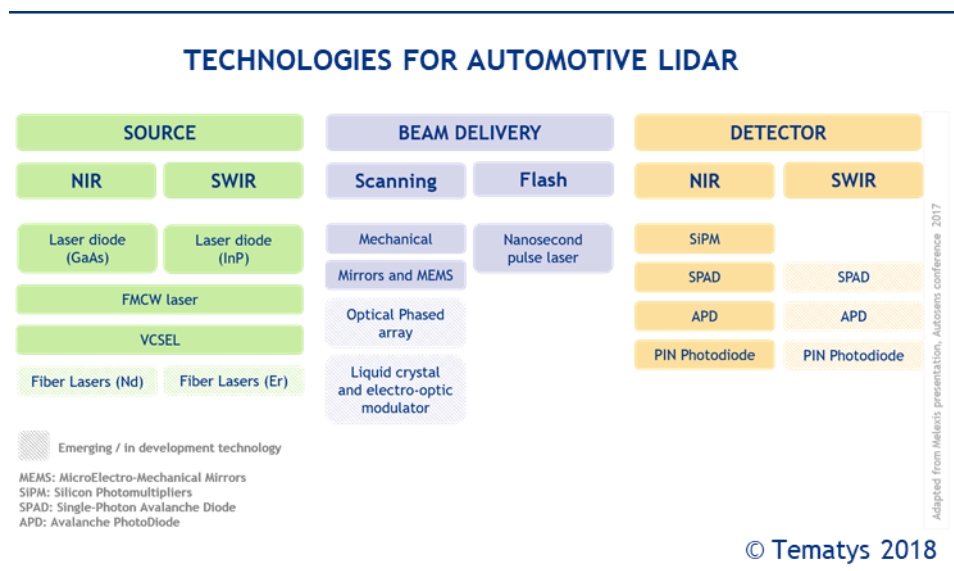 TECHNOLOGIES FOR AUTOMOTIVE LIDAR
SOURCE
BEAM DELIVERY
DETECTOR
NIR
SWIR
Scanning
Flash
NIR
SWIR
Laser diode
(GaAs)
Laser diode
(InP)
FMCW laser
VCSEL
Fiber Lasers (Nd)
Fiber Lasers (Er)
Mechanical
Mirrors and MEMS
Optical Phased
array
Liquid crystal
and electro-optic
modulator
Nanosecond
pulse laser
SiPM
SPAD
APD
PIN Photodiode
SPAD
APD
PIN Photodiode
Emerging / in development technology
MEMS: MicroElectro-Mechanical Mirrors
SiPM: Silicon Photomultipliers
SPAD: Single-Photon Avalanche Diode
APD: Avalanche PhotoDiode
Adapted from Melexis presentation, Autosens conference 2017
© Tematys 2018